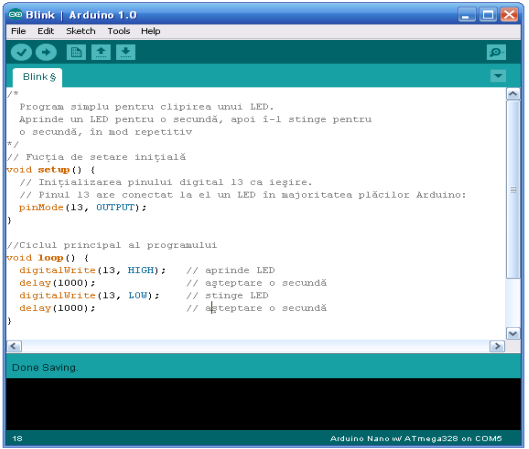 Blink | Arduino 1.0
File Edit Sketch Tools Help
Blink §
/*
  Program simplu pentru clipirea unui LED.
  Aprinde un LED pentru o secundă, apoi î-l stinge pentru
  o secundă, în mod repetitiv
*/
// Fucția de setare inițială
void setup() {
  // Inițializarea pinului digital 13 ca ieșire.
  // Pinul 13 are conectat la el un LED în majoritatea plăcilor Arduino:
  pinMode(13, OUTPUT);
}
//Ciclul principal al programului
void loop() {
  digitalWrite(13, HIGH);   // aprinde LED
  delay(1000);              // așteptare o secundă
  digitalWrite(13, LOW);    // stinge LED
  delay(1000);              // așteptare o secundă
}
Done Saving.
18 Arduino Nano w/ ATmega328 on COM5